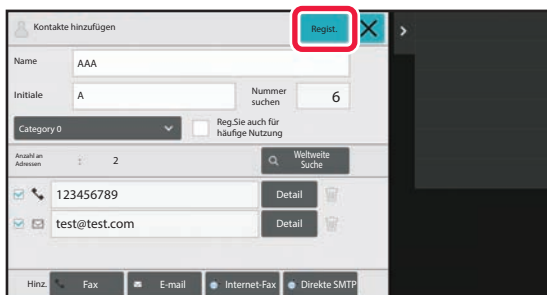 Kontakte hinzufügen
Regist.
Name
AAA
Initiale
A
Nummer
suchen
6
Category 0
Reg.Sie auch für
häufige Nutzung
Anzahl an
Adressen
:
2
Weltweite
Suche
123456789
Detail
test@test.com
Detail
Hinz.
Fax
E-mail
Internet-Fax
Direkte SMTP